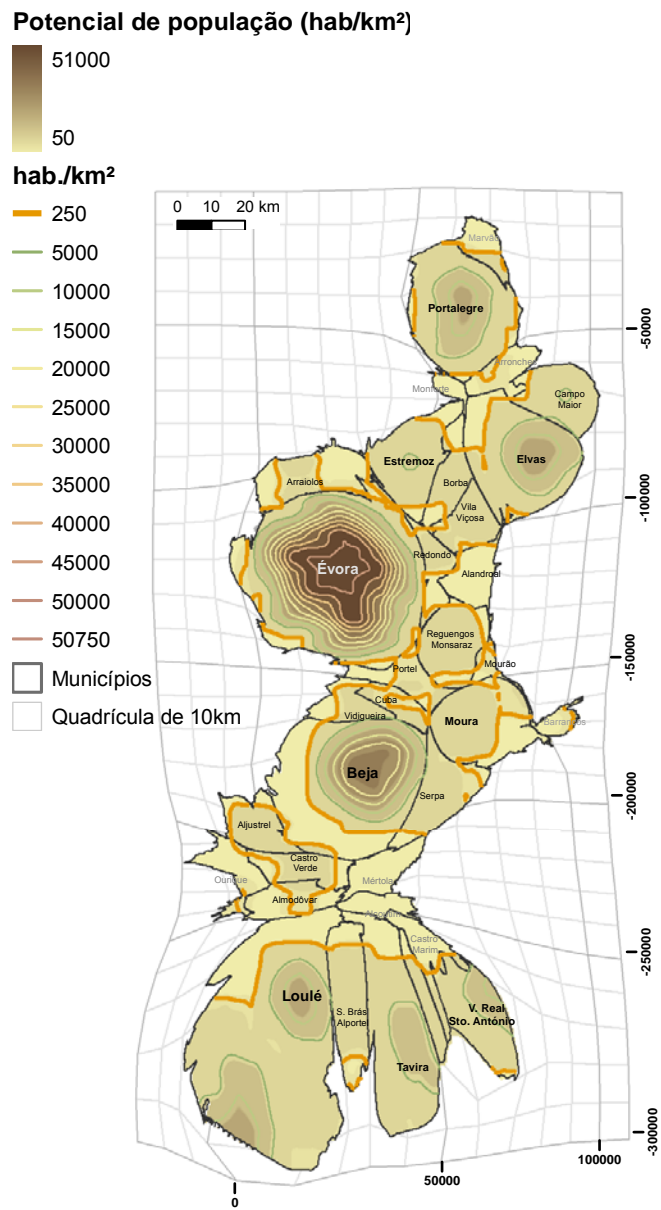 Potencial de população (hab/km²)
51000
50
hab./km²
250
5000
10000
15000
20000
25000
30000
35000
40000
45000
50000
50750
Municípios
Quadrícula de 10km
0 10 20 km
Marvão
Portalegre
-50000
Arronches
Monforte
Campo
Maior
Estremoz
Elvas
Arraiolos
Borba
-100000
Vila
Viçosa
Redondo
Évora
Alandroal
Reguengos
Monsaraz
-150000
Portel
Mourão
Cuba
Vidigueira
Moura
Barrancos
Beja
Serpa
-200000
Aljustrel
Castro
Verde
Ourique
Mértola
Almodôvar
Alcoutim
Castro
Marim
-250000
Loulé
S. Brás
Alportel
V. Real
Sto. António
Tavira
-300000
0
50000
100000